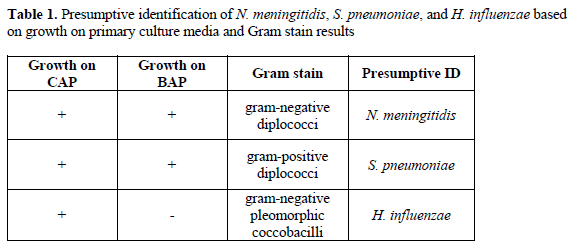 Table 1. Presumptive identification of N. meningitidis, S. pneumoniae, and H. influenzae based
on growth on primary culture media and Gram stain results
Growth on CAP Growth on BAP Gram stain Presumptive ID
+ + gram-negative diplococci N. meningitidis
+ + gram-positive diplococci S. pneumoniae
+ - gram-negative pleomorphic coccobacilli H. influenzae